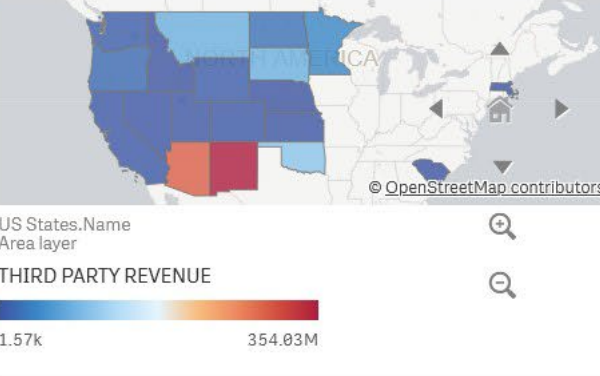 NORTH AMERICA
© OpenStreetMap contributors
US States.Name
Area layer
THIRD PARTY REVENUE
1.57k
354.03M